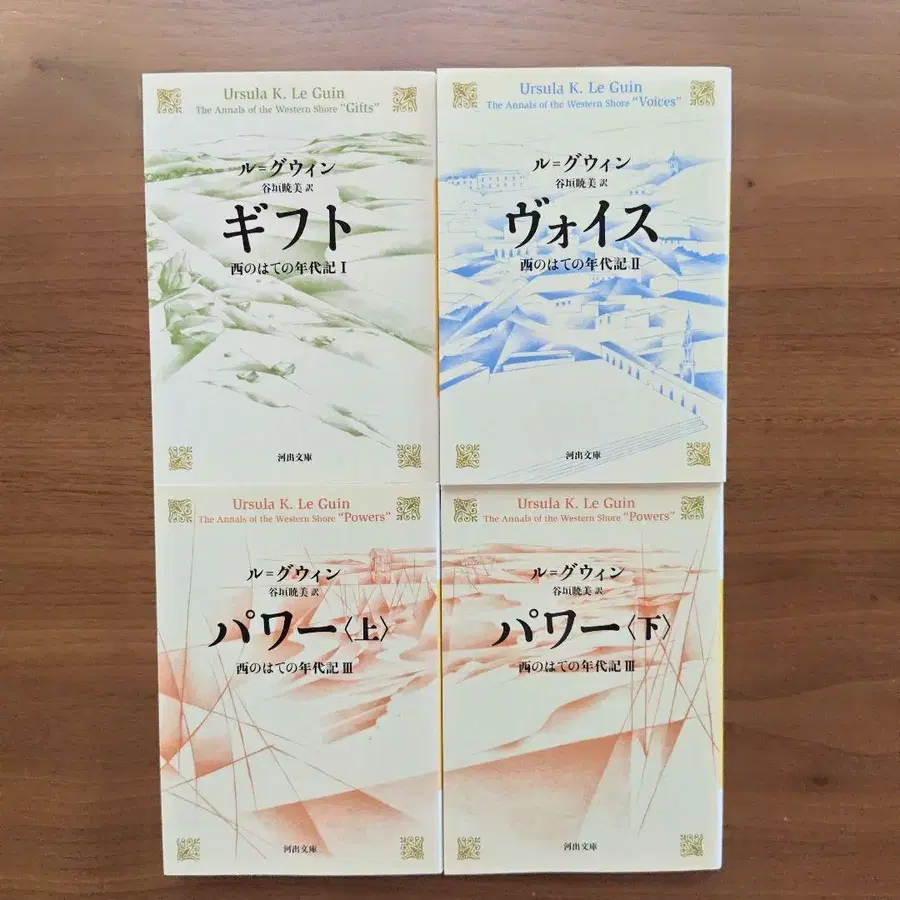 Ursula K. Le Guin
The Annals of the Western Shore “Gifts”
ル=グウィン
谷垣暁美 訳
ギフト
西のはての年代記 I
河出文庫
Ursula K. Le Guin
The Annals of the Western Shore “Voices”
ル=グウィン
谷垣暁美 訳
ヴォイス
西のはての年代記 II
河出文庫
Ursula K. Le Guin
The Annals of the Western Shore “Powers”
ル=グウィン
谷垣暁美 訳
パワー〈上〉
西のはての年代記 III
河出文庫
Ursula K. Le Guin
The Annals of the Western Shore “Powers”
ル=グウィン
谷垣暁美 訳
パワー〈下〉
西のはての年代記 III
河出文庫